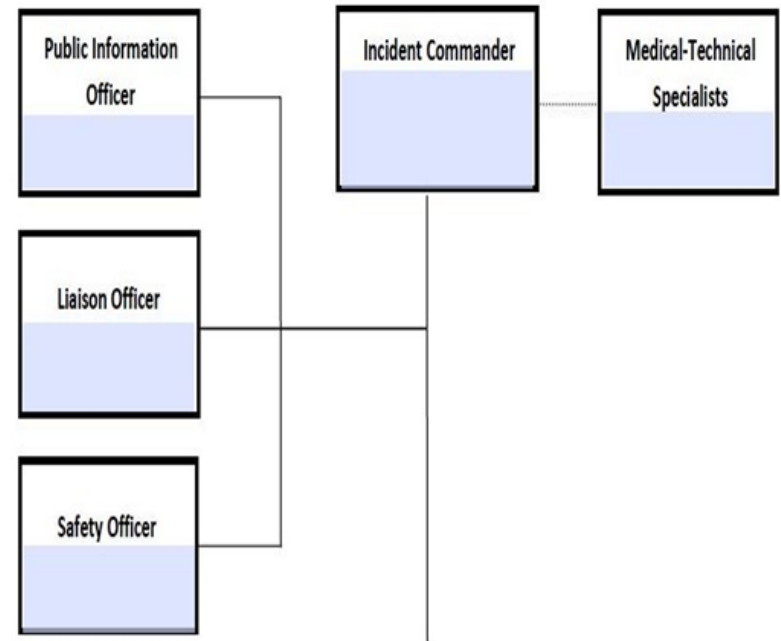 Public Information
Officer
Incident Commander
Medical-Technical
Specialists
Liaison Officer
Safety Officer